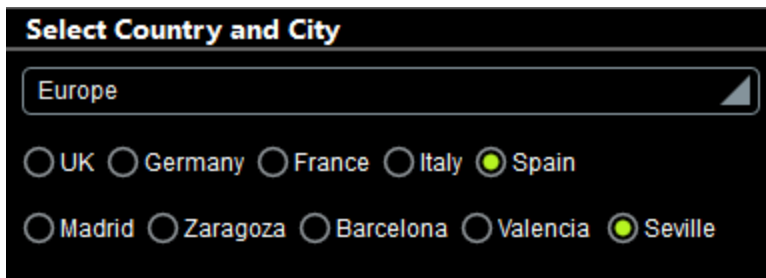 Select Country and City
Europe
UK Germany France Italy Spain
Madrid Zaragoza Barcelona Valencia Seville